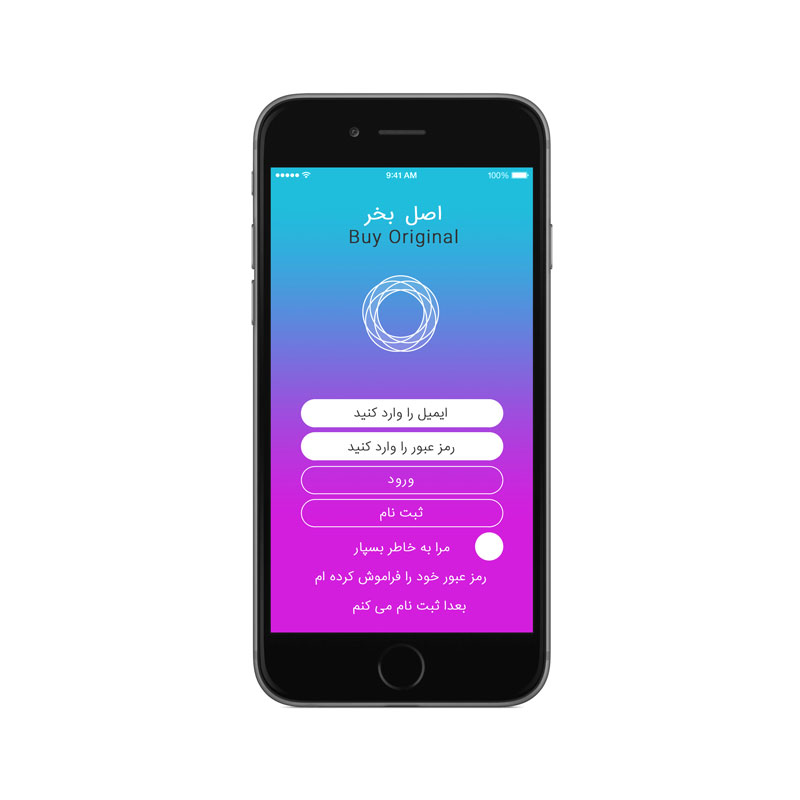 9:41 AM 100%
اصل بخر
Buy Original
ایمیل را وارد کنید
رمز عبور را وارد کنید
ورود
ثبت نام
مرا به خاطر بسپار
رمز عبور خود را فراموش کرده ام
بعدا ثبت نام می کنم